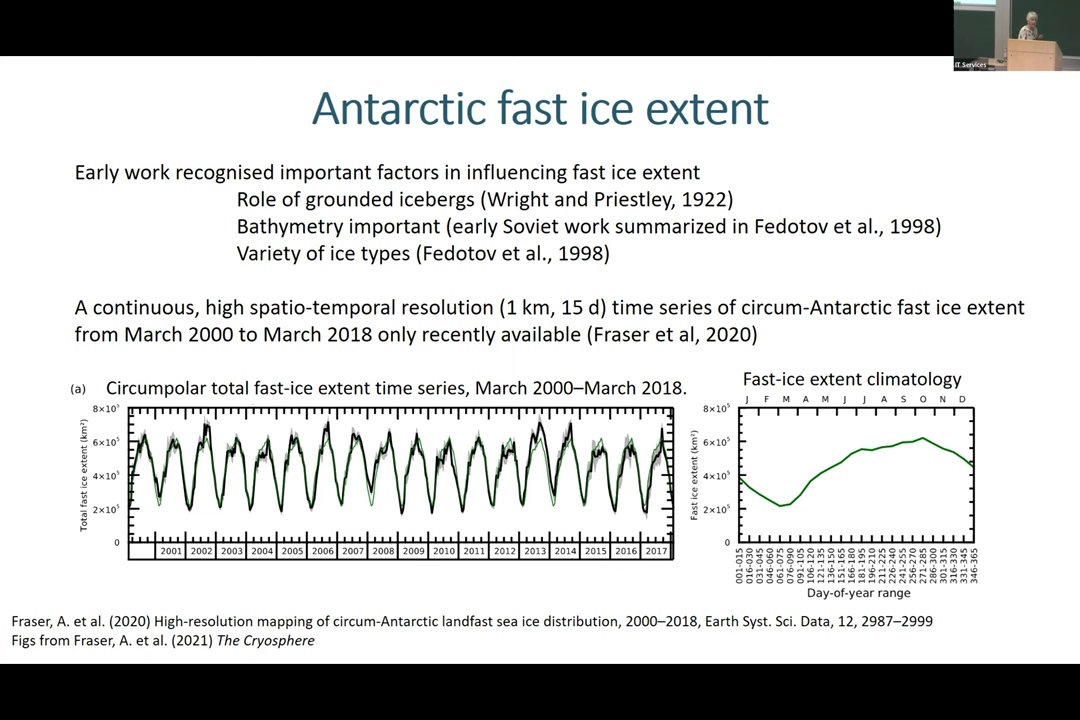 IT Services
Antarctic fast ice extent
Early work recognised important factors in influencing fast ice extent
Role of grounded icebergs (Wright and Priestley, 1922)
Bathymetry important (early Soviet work summarized in Fedotov et al., 1998)
Variety of ice types (Fedotov et al., 1998)
A continuous, high spatio-temporal resolution (1 km, 15 d) time series of circum-Antarctic fast ice extent
from March 2000 to March 2018 only recently available (Fraser et al, 2020)
(a) Circumpolar total fast-ice extent time series, March 2000–March 2018.
8×10⁵
6×10⁵
4×10⁵
2×10⁵
0
Total fast ice extent (km²)
2001 2002 2003 2004 2005 2006 2007 2008 2009 2010 2011 2012 2013 2014 2015 2016 2017
Fast-ice extent climatology
J F M A M J J A S O N D
8×10⁵
6×10⁵
4×10⁵
2×10⁵
0
Fast ice extent (km²)
001-015 016-030 031-045 046-060 061-075 076-090 091-105 106-120 121-135 136-150 151-165 166-180 181-195 196-210 211-225 226-240 241-255 256-270 271-285 286-300 301-315 316-330 331-345 346-365
Day-of-year range
Fraser, A. et al. (2020) High-resolution mapping of circum-Antarctic landfast sea ice distribution, 2000–2018, Earth Syst. Sci. Data, 12, 2987–2999
Figs from Fraser, A. et al. (2021) The Cryosphere